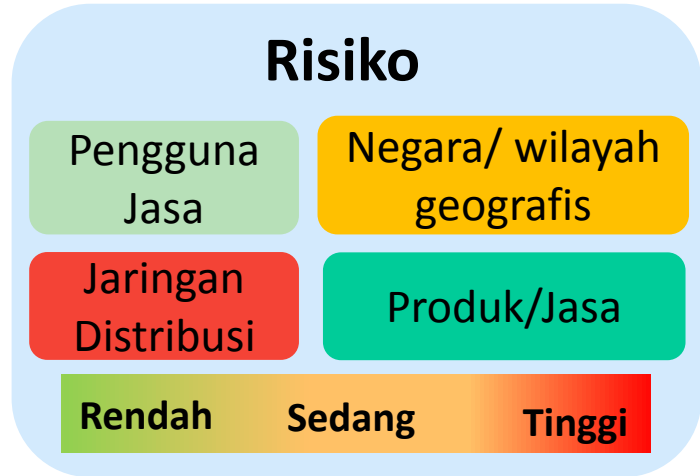 Risiko
Pengguna
Jasa
Negara/ wilayah
geografis
Jaringan
Distribusi
Produk/Jasa
Rendah Sedang Tinggi